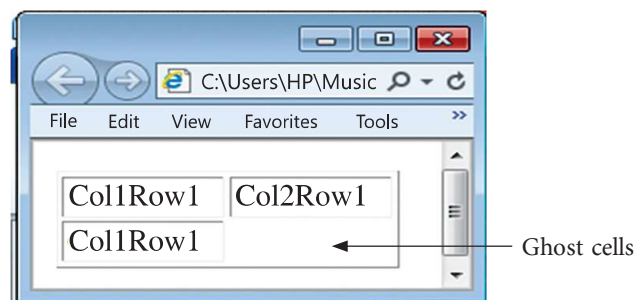 C:\Users\HP\Music
File Edit View Favorites Tools »
Col1Row1 Col2Row1
Col1Row1
Ghost cells